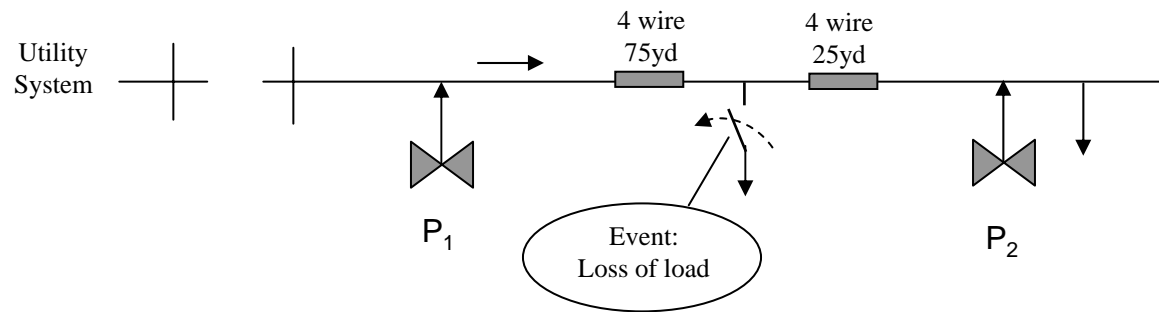 Utility
System
4 wire
75yd
4 wire
25yd
P1
Event:
Loss of load
P2